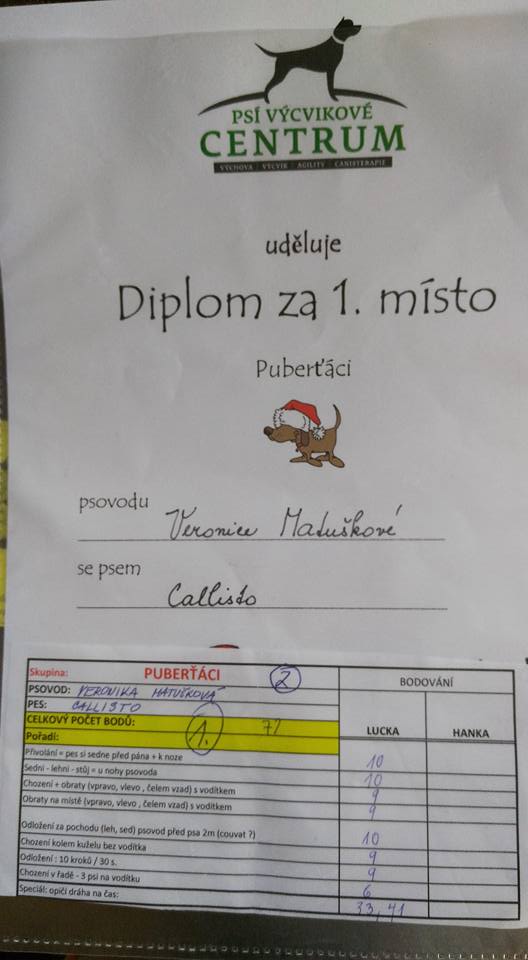 PSÍ VÝCVIKOVÉ
CENTRUM
VÝCHOVA | VÝCVIK | AGILITY | CANISTERAPIE
uděluje
Diplom za 1. místo
Puberťáci
psovodu Veronice Matuškové
se psem Callisto
Skupina: PUBERŤÁCI 2 BODOVÁNÍ
PSOVOD: VERONIKA MATUŠKOVÁ
PES: CALLISTO
CELKOVÝ POČET BODŮ: 72 LUCKA HANKA
Pořadí: 1.
Přivolání = pes si sedne před pána + k noze 10
Sedni - lehni - stůj = u nohy psovoda 10
Chození + obraty (vpravo, vlevo , čelem vzad) s vodítkem 9
Obraty na místě (vpravo, vlevo , čelem vzad) s vodítkem 9
Odložení za pochodu (leh, sed) psovod před psa 2m (couvat ?) 10
Chození kolem kuželu bez vodítka 9
Odložení : 10 kroků / 30 s. 9
Chození v řadě - 3 psi na vodítku 6
Speciál: opičí dráha na čas: 33,41